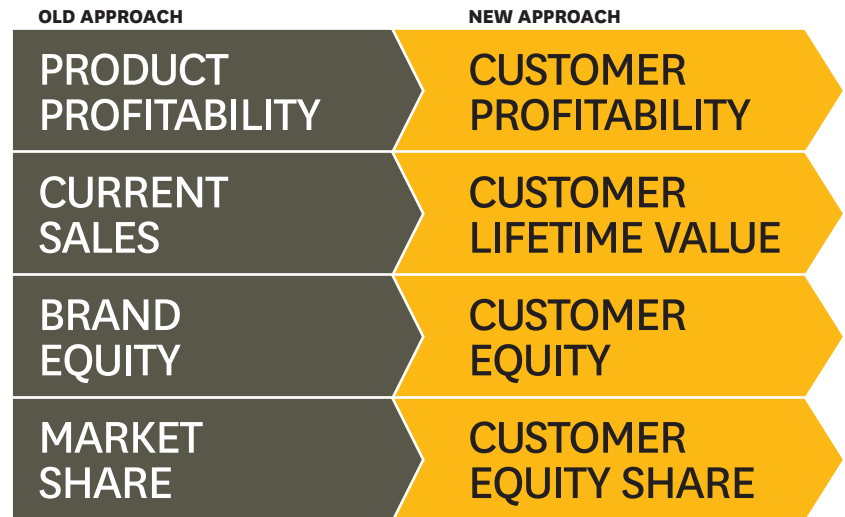 OLD APPROACH
NEW APPROACH
PRODUCT
PROFITABILITY
CUSTOMER
PROFITABILITY
CURRENT
SALES
CUSTOMER
LIFETIME VALUE
BRAND
EQUITY
CUSTOMER
EQUITY
MARKET
SHARE
CUSTOMER
EQUITY SHARE